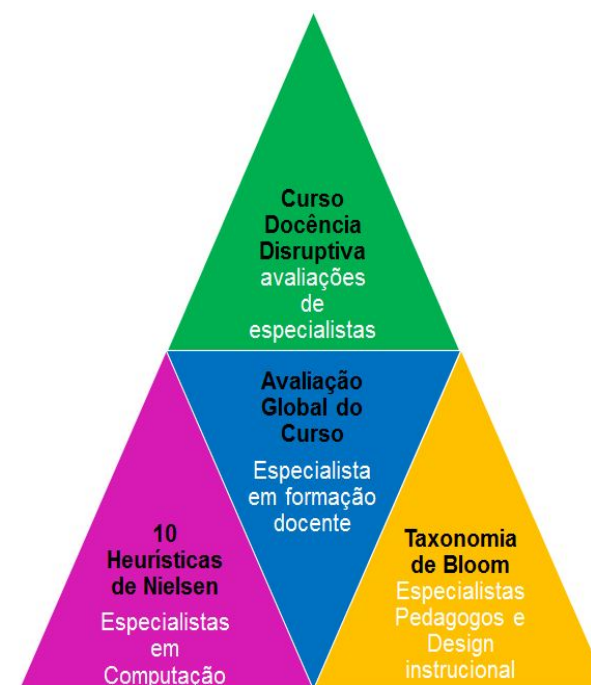 Curso
Docência
Disruptiva
avaliações
de
especialistas
Avaliação
Global do
Curso
Especialista
em formação
docente
10
Heurísticas
de Nielsen
Especialistas
em
Computação
Taxonomia
de Bloom
Especialistas
Pedagogos e
Design
instrucional